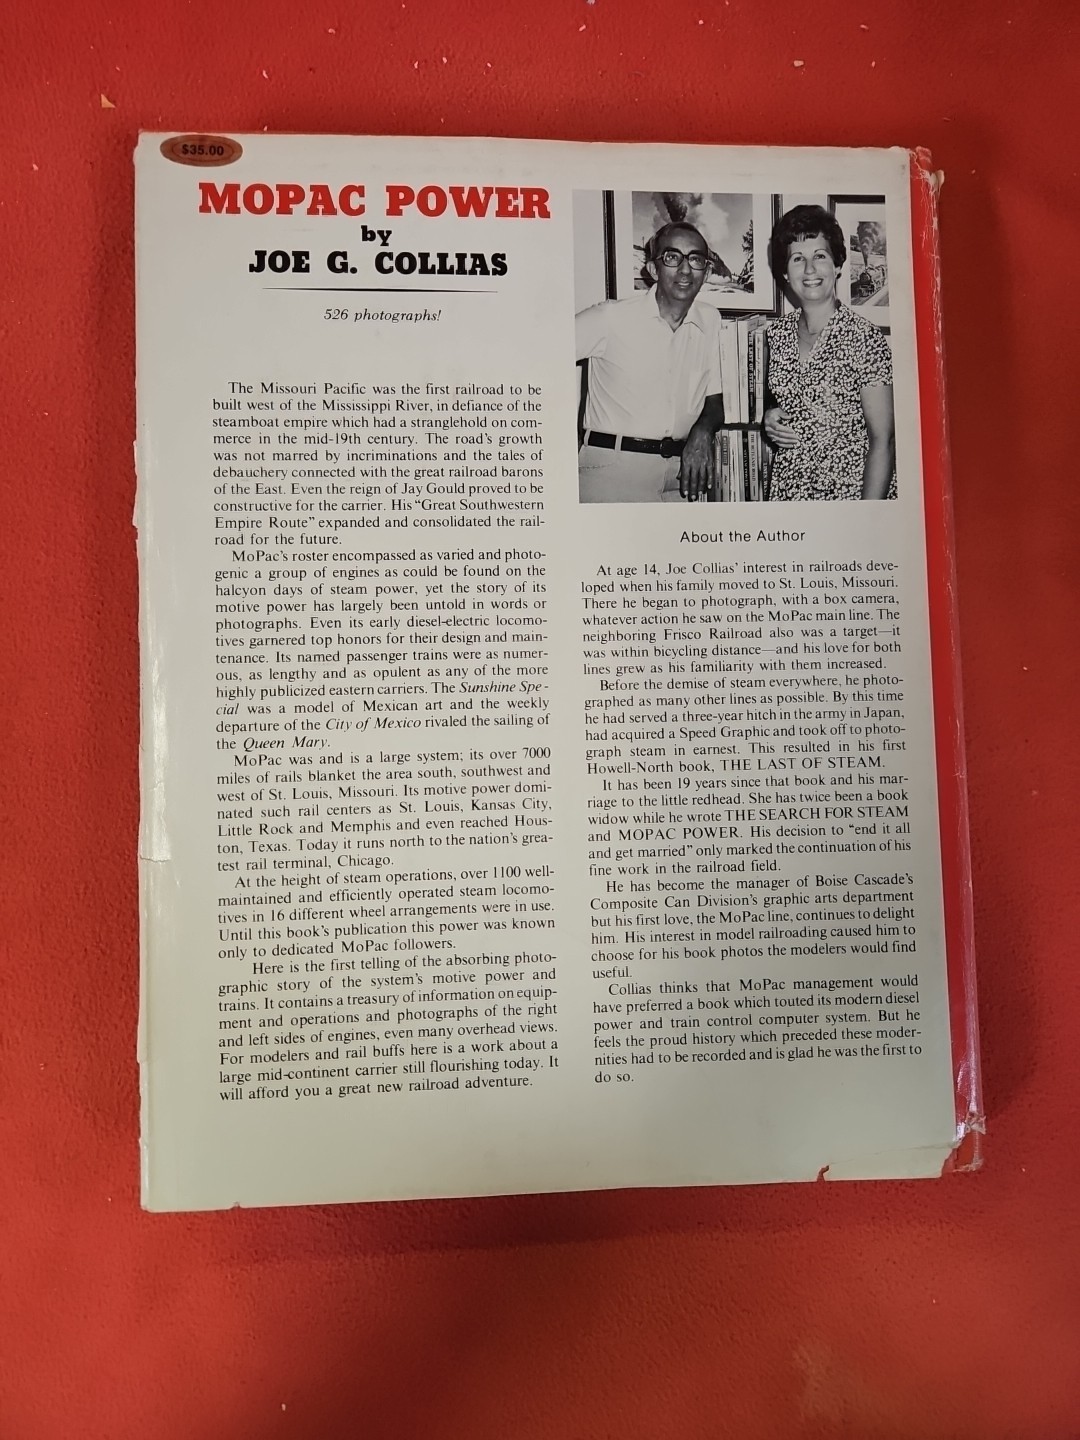 $35.00
MOPAC POWER
by
JOE G. COLLIAS
526 photographs!
The Missouri Pacific was the first railroad to be
built west of the Mississippi River, in defiance of the
steamboat empire which had a stranglehold on com-
merce in the mid-19th century. The road's growth
was not marred by incriminations and the tales of
debauchery connected with the great railroad barons
of the East. Even the reign of Jay Gould proved to be
constructive for the carrier. His "Great Southwestern
Empire Route" expanded and consolidated the rail-
road for the future.
MoPac's roster encompassed as varied and photo-
genic a group of engines as could be found on the
halcyon days of steam power, yet the story of its
motive power has largely been untold in words or
photographs. Even its early diesel-electric locomo-
tives garnered top honors for their design and main-
tenance. Its named passenger trains were as numer-
ous, as lengthy and as opulent as any of the more
highly publicized eastern carriers. The Sunshine Spe-
cial was a model of Mexican art and the weekly
departure of the City of Mexico rivaled the sailing of
the Queen Mary.
MoPac was and is a large system; its over 7000
miles of rails blanket the area south, southwest and
west of St. Louis, Missouri. Its motive power domi-
nated such rail centers as St. Louis, Kansas City,
Little Rock and Memphis and even reached Hous-
ton, Texas. Today it runs north to the nation's grea-
test rail terminal, Chicago.
At the height of steam operations, over 1100 well-
maintained and efficiently operated steam locomo-
tives in 16 different wheel arrangements were in use.
Until this book's publication this power was known
only to dedicated MoPac followers.
Here is the first telling of the absorbing photo-
graphic story of the system's motive power and
trains. It contains a treasury of information on equip-
ment and operations and photographs of the right
and left sides of engines, even many overhead views.
For modelers and rail buffs here is a work about a
large mid-continent carrier still flourishing today. It
will afford you a great new railroad adventure.
About the Author
At age 14, Joe Collias' interest in railroads deve-
loped when his family moved to St. Louis, Missouri.
There he began to photograph, with a box camera,
whatever action he saw on the MoPac main line. The
neighboring Frisco Railroad also was a target—it
was within bicycling distance—and his love for both
lines grew as his familiarity with them increased.
Before the demise of steam everywhere, he photo-
graphed as many other lines as possible. By this time
he had served a three-year hitch in the army in Japan,
had acquired a Speed Graphic and took off to photo-
graph steam in earnest. This resulted in his first
Howell-North book, THE LAST OF STEAM.
It has been 19 years since that book and his mar-
riage to the little redhead. She has twice been a book
widow while he wrote THE SEARCH FOR STEAM
and MOPAC POWER. His decision to "end it all
and get married" only marked the continuation of his
fine work in the railroad field.
He has become the manager of Boise Cascade's
Composite Can Division's graphic arts department
but his first love, the MoPac line, continues to delight
him. His interest in model railroading caused him to
choose for his book photos the modelers would find
useful.
Collias thinks that MoPac management would
have preferred a book which touted its modern diesel
power and train control computer system. But he
feels the proud history which preceded these moder-
nities had to be recorded and is glad he was the first to
do so.